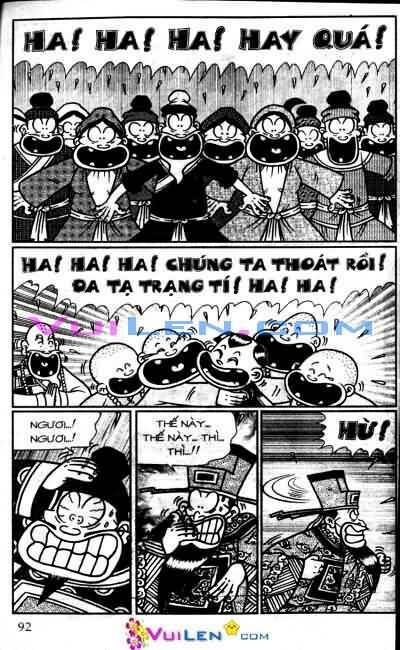 HA! HA! HA! HAY QUÁ!
HA! HA! HA! CHÚNG TA THOÁT RỒI!
ĐA TẠ TRẠNG TÍ! HA! HA!
VUILEN.COM
NGƯƠI...!
NGƯƠI...!
THẾ NÀY...
THẾ NÀY... THÌ...
THÌ...!!
HỪ!
92
VUILEN.COM